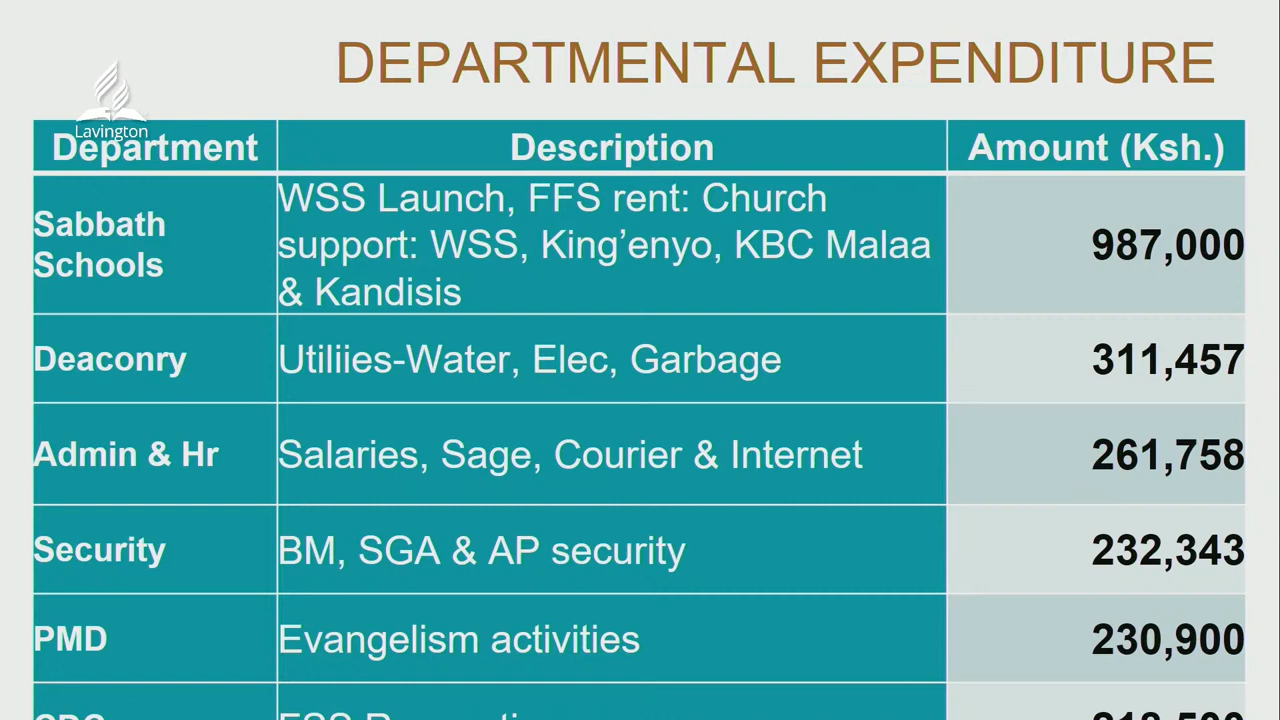 DEPARTMENTAL EXPENDITURE
Lavington
Department Description Amount (Ksh.)
Sabbath Schools WSS Launch, FFS rent: Church
support: WSS, King’enyo, KBC Malaa
& Kandisis 987,000
Deaconry Utiliies-Water, Elec, Garbage 311,457
Admin & Hr Salaries, Sage, Courier & Internet 261,758
Security BM, SGA & AP security 232,343
PMD Evangelism activities 230,900